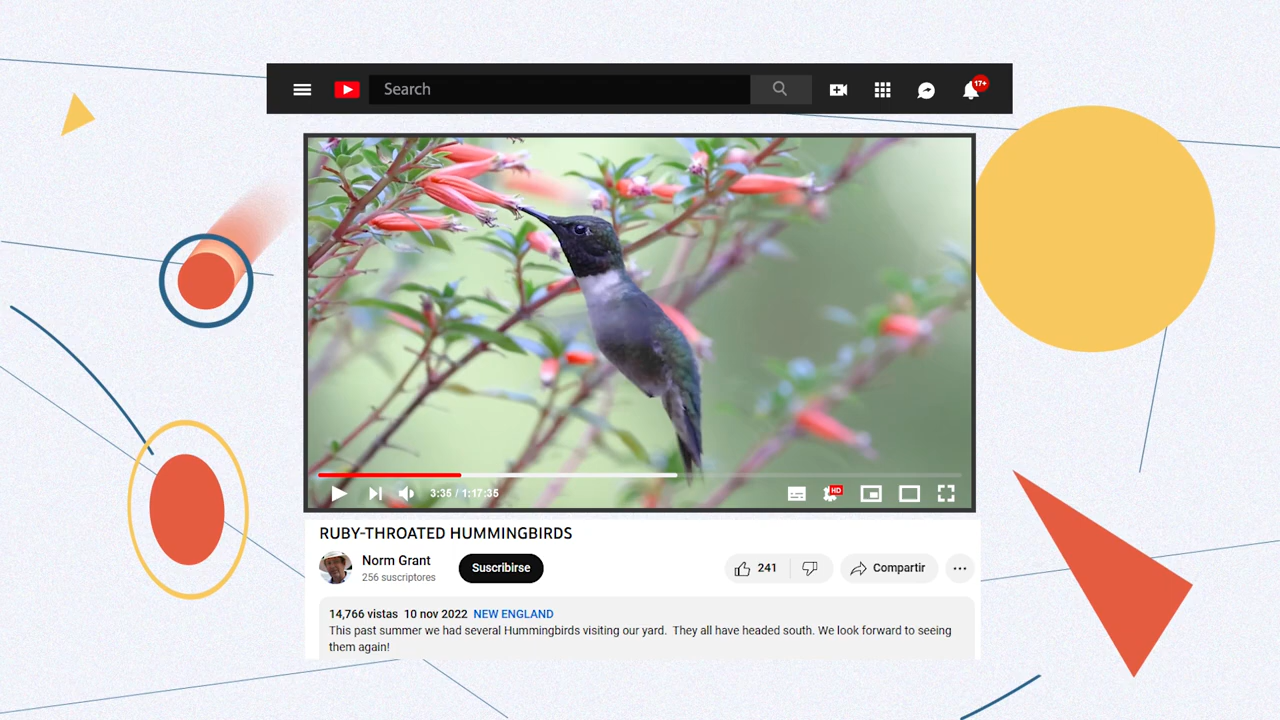 Search
17+
HD
3:35 / 1:17:35
RUBY-THROATED HUMMINGBIRDS
Norm Grant
256 suscriptores
Suscribirse
241
Compartir
14,766 vistas 10 nov 2022 NEW ENGLAND
This past summer we had several Hummingbirds visiting our yard. They all have headed south. We look forward to seeing
them again!